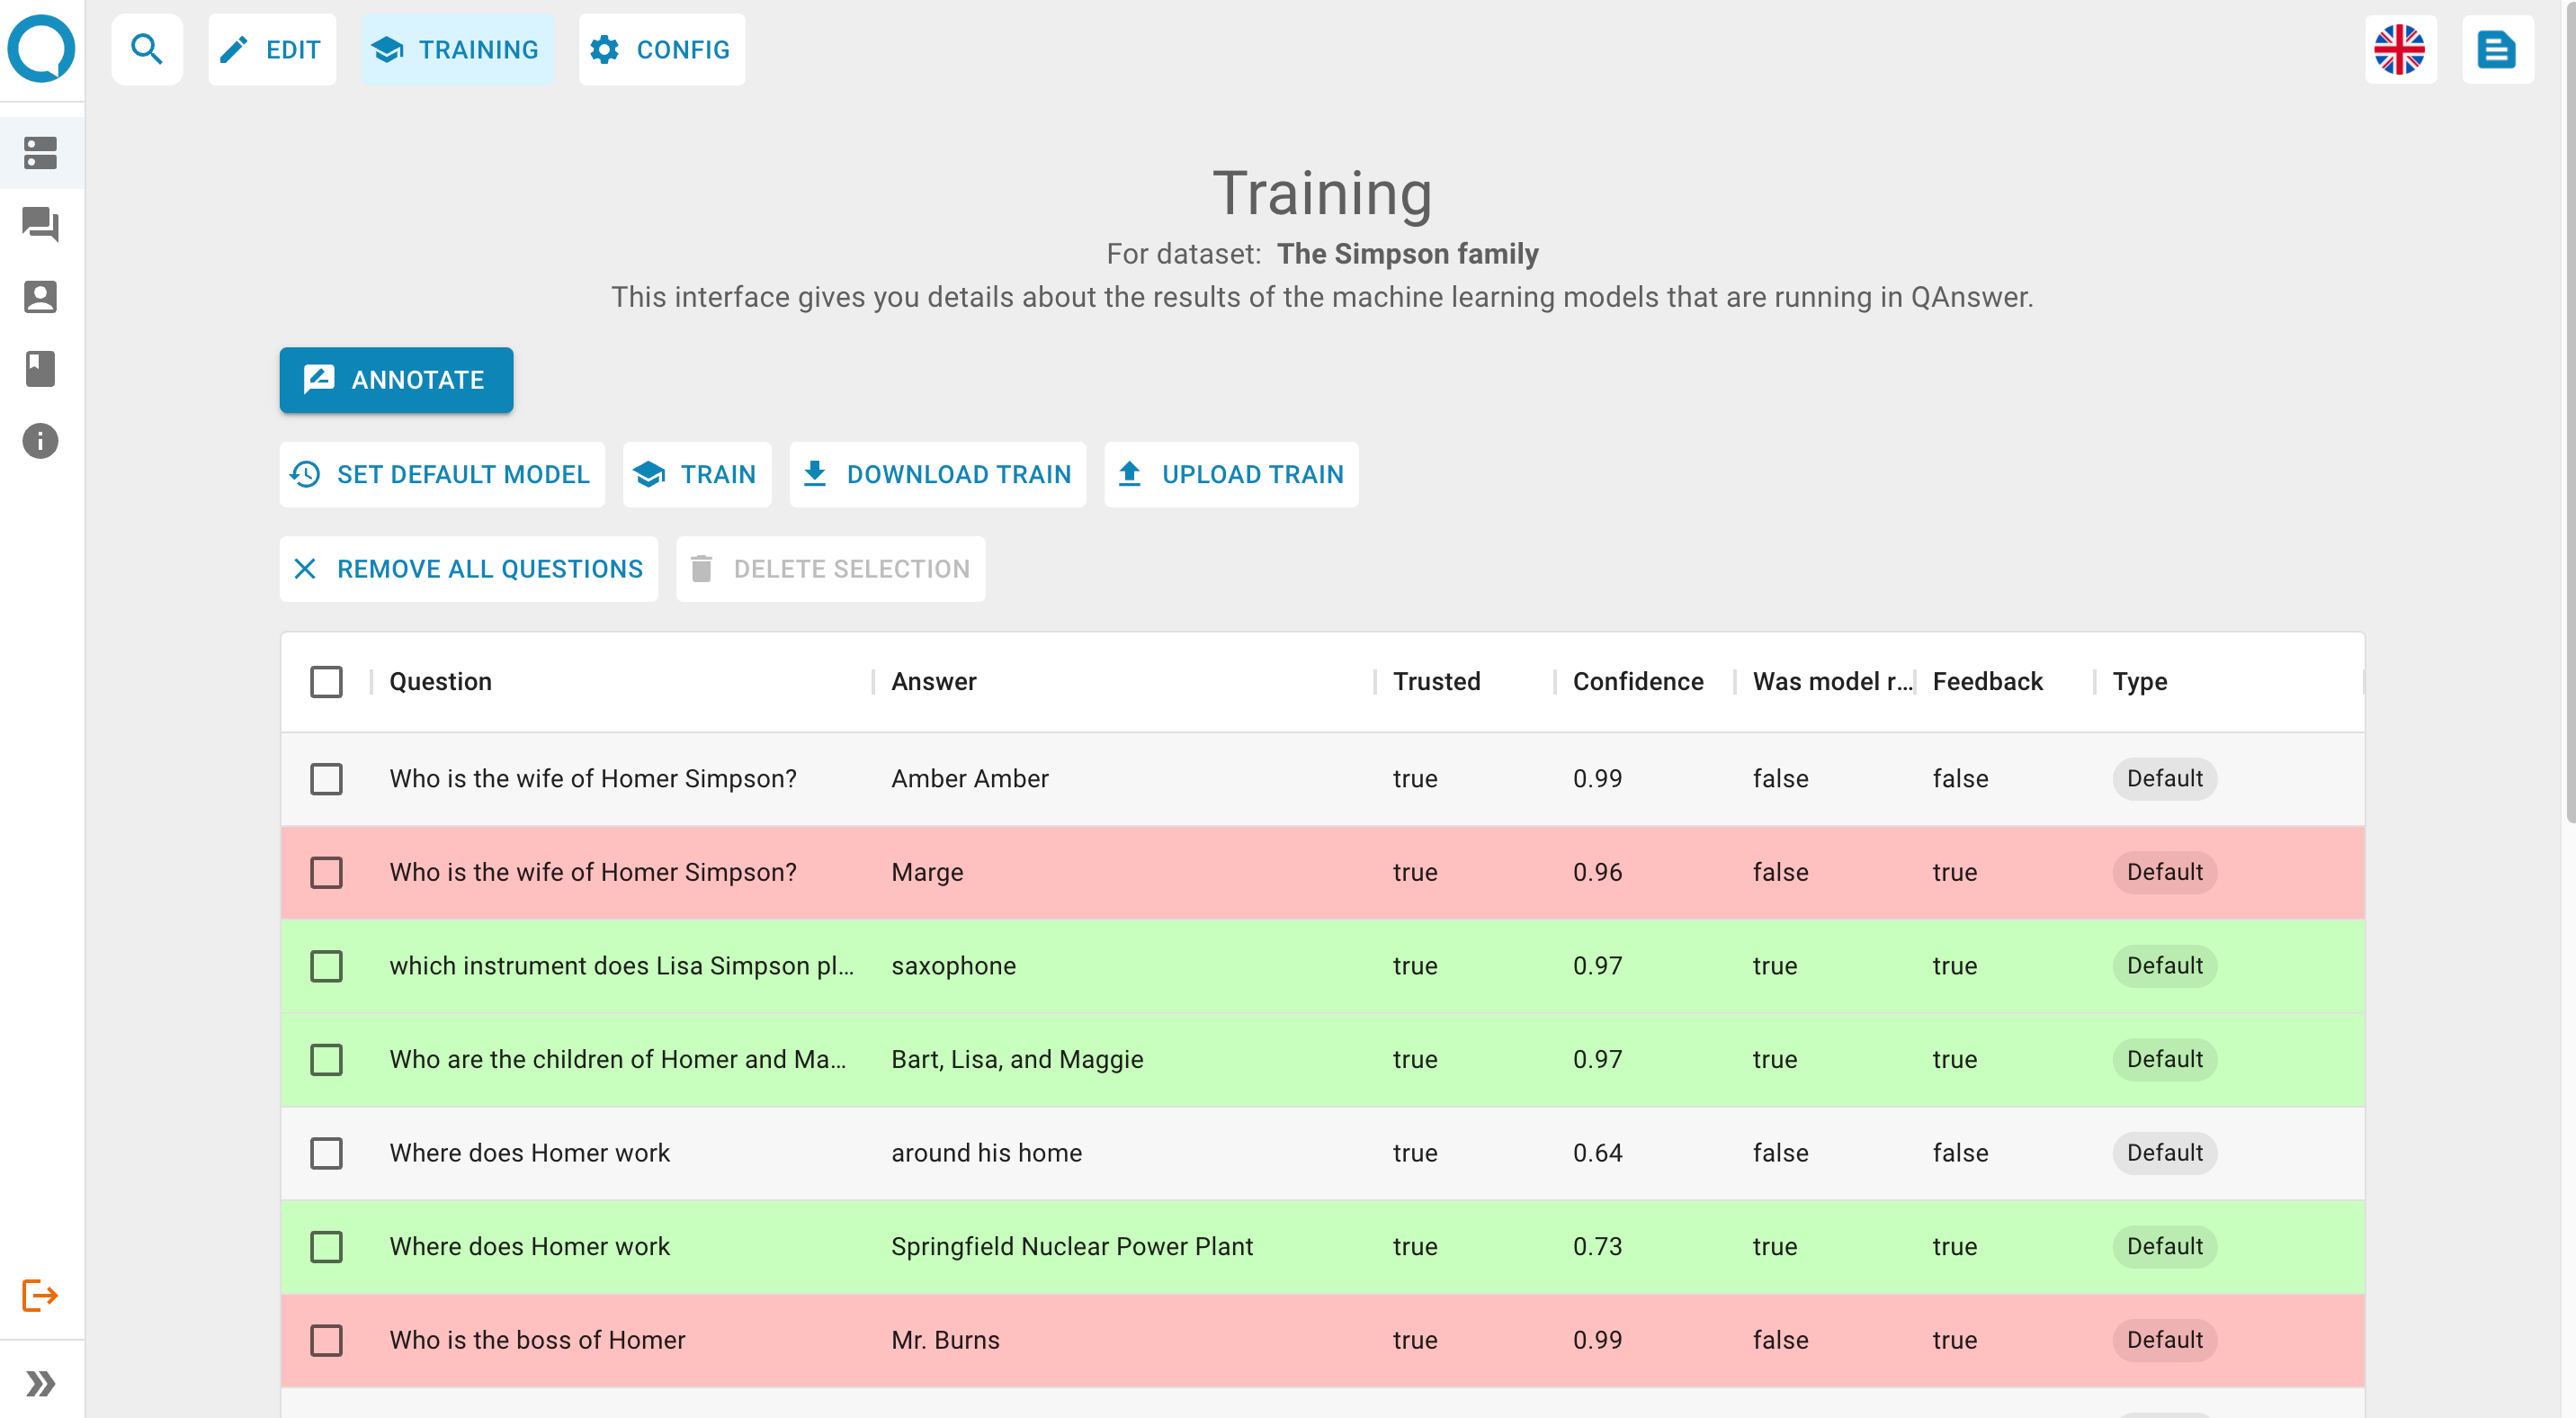 EDIT TRAINING CONFIG
Training
For dataset: The Simpson family
This interface gives you details about the results of the machine learning models that are running in QAnswer.
ANNOTATE
SET DEFAULT MODEL TRAIN DOWNLOAD TRAIN UPLOAD TRAIN
REMOVE ALL QUESTIONS DELETE SELECTION
Question Answer Trusted Confidence Was model r... Feedback Type
Who is the wife of Homer Simpson? Amber Amber true 0.99 false false Default
Who is the wife of Homer Simpson? Marge true 0.96 false true Default
which instrument does Lisa Simpson pl... saxophone true 0.97 true true Default
Who are the children of Homer and Ma... Bart, Lisa, and Maggie true 0.97 true true Default
Where does Homer work around his home true 0.64 false false Default
Where does Homer work Springfield Nuclear Power Plant true 0.73 true true Default
Who is the boss of Homer Mr. Burns true 0.99 false true Default